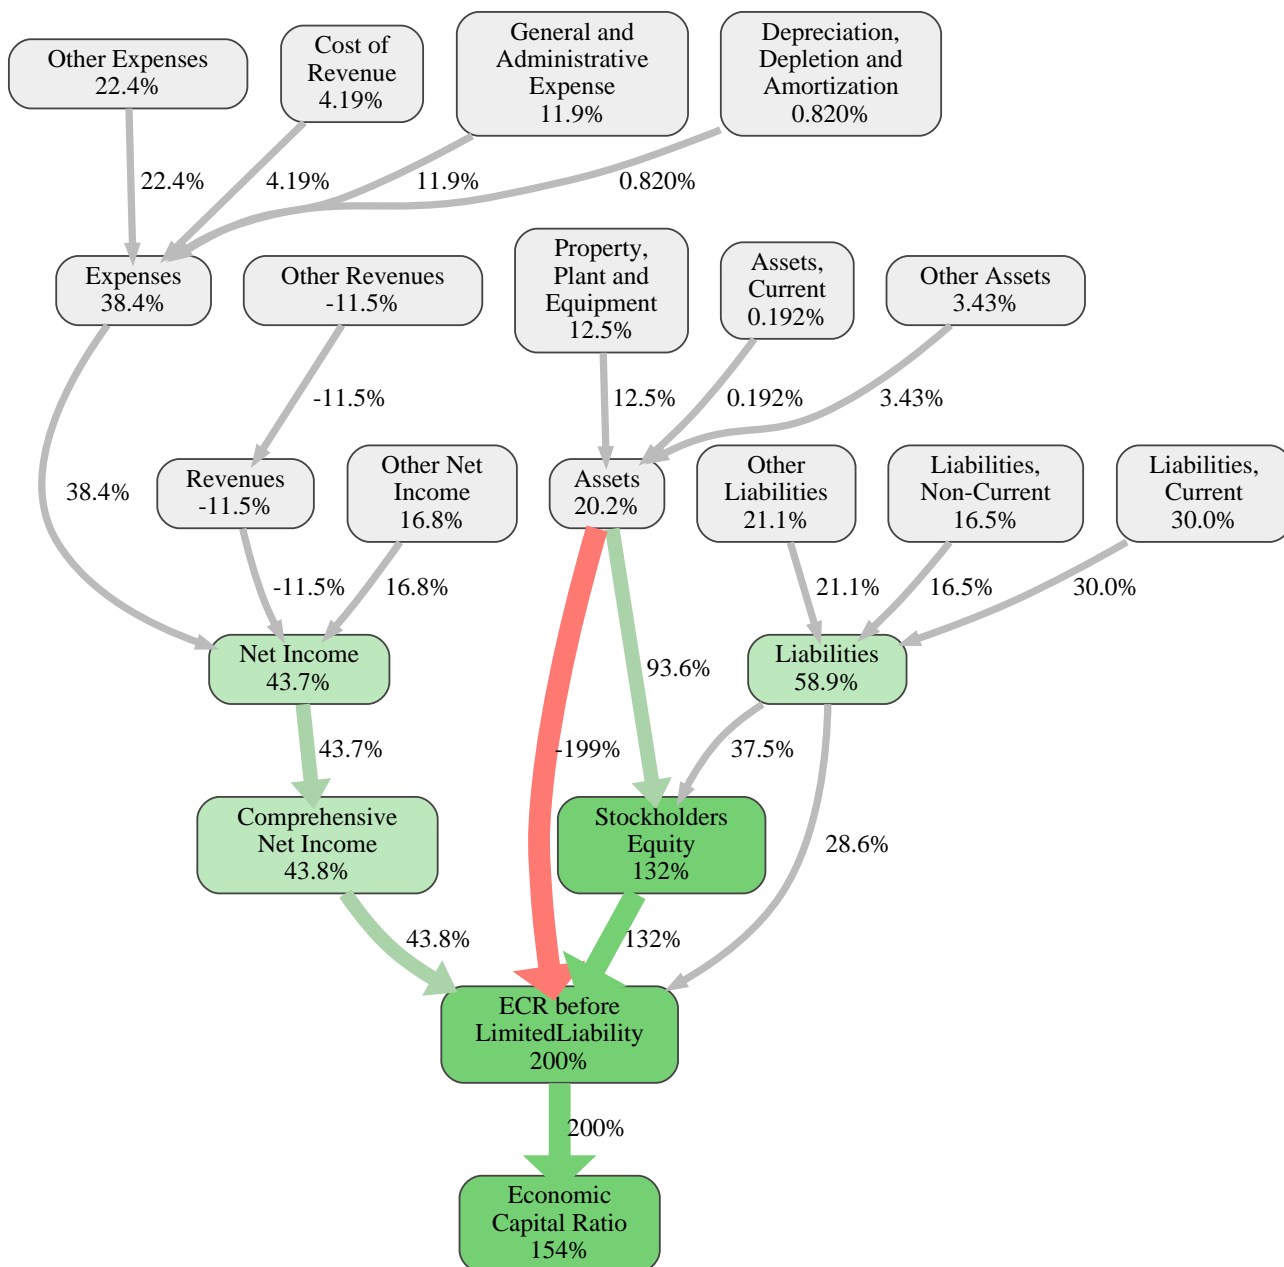 Other Expenses
22.4%
Cost of
Revenue
4.19%
General and
Administrative
Expense
11.9%
Depreciation,
Depletion and
Amortization
0.820%
22.4%
4.19%
11.9%
0.820%
Expenses
38.4%
Other Revenues
-11.5%
Property,
Plant and
Equipment
12.5%
Assets,
Current
0.192%
Other Assets
3.43%
-11.5%
12.5%
0.192%
3.43%
38.4%
Revenues
-11.5%
Other Net
Income
16.8%
Assets
20.2%
Other
Liabilities
21.1%
Liabilities,
Non-Current
16.5%
Liabilities,
Current
30.0%
-11.5%
16.8%
21.1%
16.5%
30.0%
Net Income
43.7%
93.6%
Liabilities
58.9%
43.7%
-199%
37.5%
Comprehensive
Net Income
43.8%
Stockholders
Equity
132%
28.6%
43.8%
132%
ECR before
LimitedLiability
200%
200%
Economic
Capital Ratio
154%